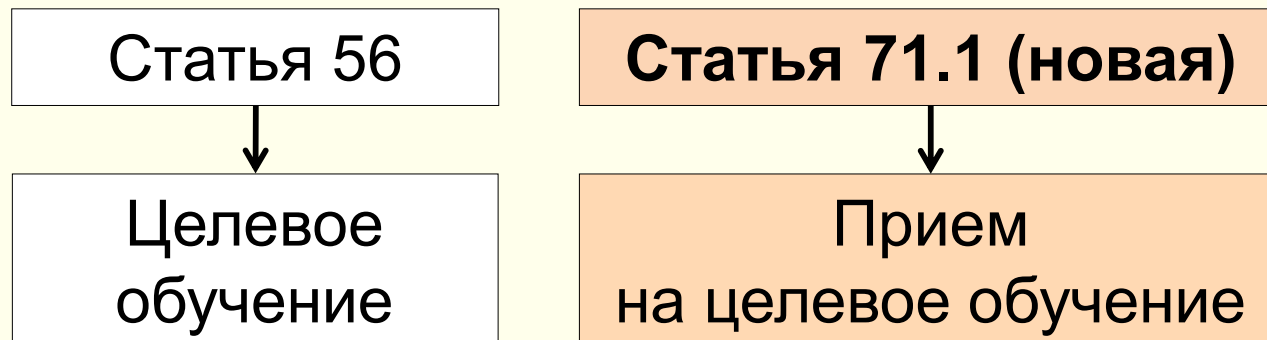 Статья 56
Статья 71.1 (новая)
Целевое
обучение
Прием
на целевое обучение